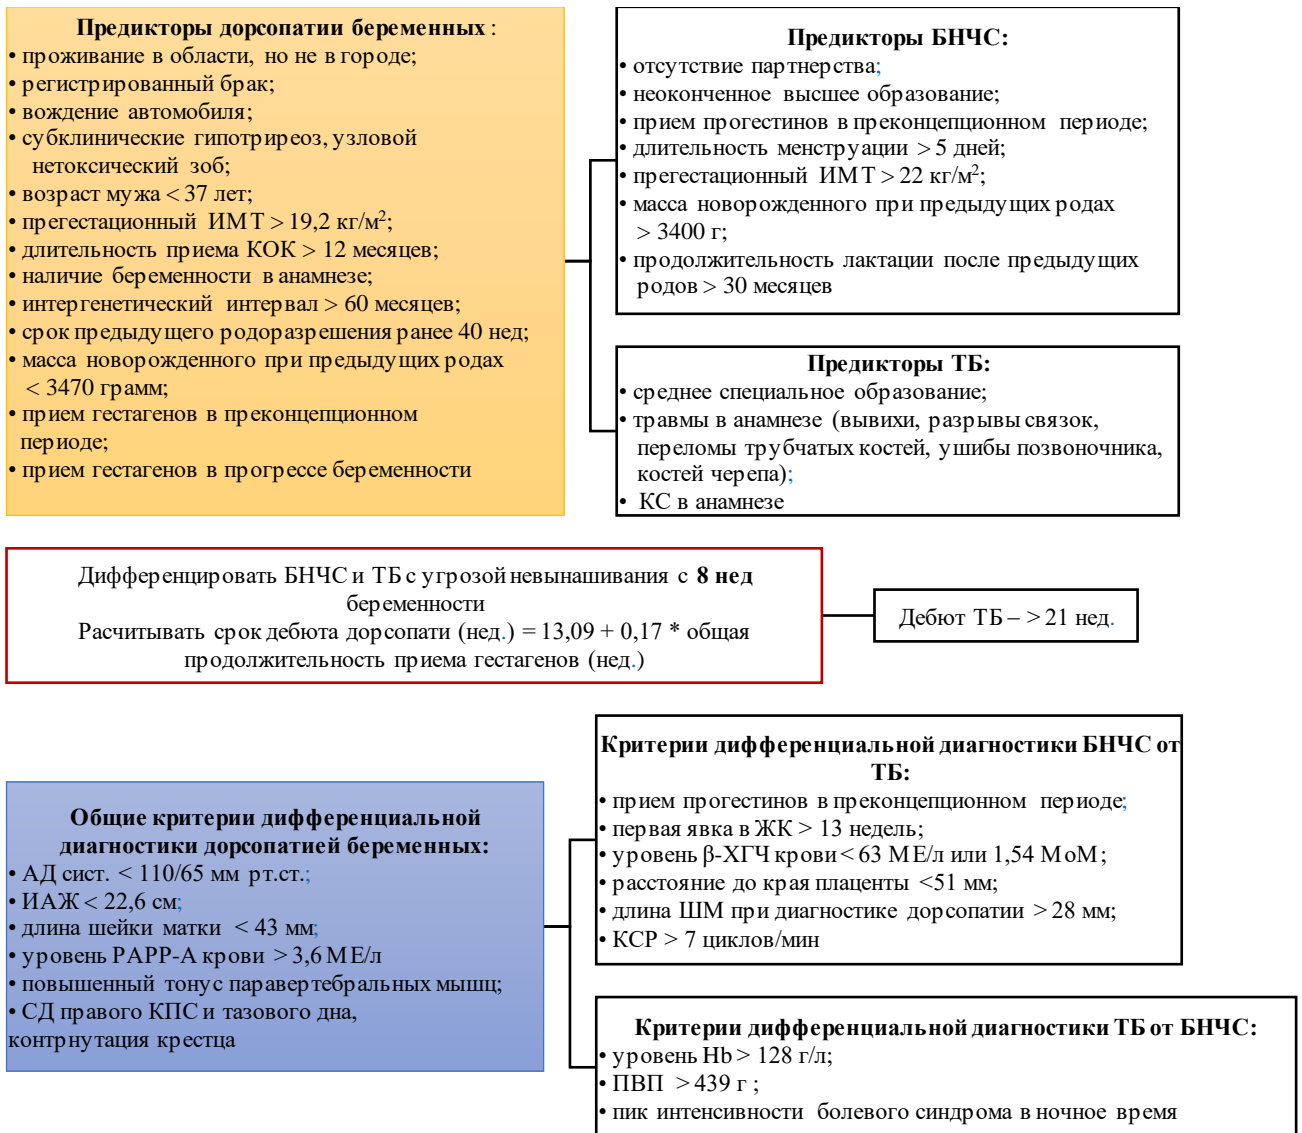 Предикторы дорсопатии беременных :
• проживание в области, но не в городе;
• регистрированный брак;
• вождение автомобиля;
• субклинические гипотриреоз, узловой
нетоксический зоб;
• возраст мужа < 37 лет;
• прегестационный ИМТ > 19,2 кг/м²;
• длительность приема КОК > 12 месяцев;
• наличие беременности в анамнезе;
• интергенетический интервал > 60 месяцев;
• срок предыдущего родоразрешения ранее 40 нед;
• масса новорожденного при предыдущих родах
< 3470 грамм;
• прием гестагенов в преконцепционном
периоде;
• прием гестагенов в прогрессе беременности
Предикторы БНЧС:
• отсутствие партнерства;
• неоконченное высшее образование;
• прием прогестинов в преконцепционном периоде;
• длительность менструации > 5 дней;
• прегестационный ИМТ > 22 кг/м²;
• масса новорожденного при предыдущих родах
> 3400 г;
• продолжительность лактации после предыдущих
родов > 30 месяцев
Предикторы ТБ:
• среднее специальное образование;
• травмы в анамнезе (вывихи, разрывы связок,
переломы трубчатых костей, ушибы позвоночника,
костей черепа);
• КС в анамнезе
Дифференцировать БНЧС и ТБ с угрозой невынашивания с 8 нед
беременности
Расчитывать срок дебюта дорсопати (нед.) = 13,09 + 0,17 * общая
продолжительность приема гестагенов (нед.)
Дебют ТБ – > 21 нед.
Общие критерии дифференциальной
диагностики дорсопатией беременных:
• АД сист. < 110/65 мм рт.ст.;
• ИАЖ < 22,6 см;
• длина шейки матки < 43 мм;
• уровень PAPP-A крови > 3,6 МЕ/л
• повышенный тонус паравертебральных мышц;
• СД правого КПС и тазового дна,
контрнутация крестца
Критерии дифференциальной диагностики БНЧС от
ТБ:
• прием прогестинов в преконцепционном периоде;
• первая явка в ЖК > 13 недель;
• уровень β-ХГЧ крови < 63 МЕ/л или 1,54 МоМ;
• расстояние до края плаценты <51 мм;
• длина ШМ при диагностике дорсопатии > 28 мм;
• КСР > 7 циклов/мин
Критерии дифференциальной диагностики ТБ от БНЧС:
• уровень Hb > 128 г/л;
• ПВП > 439 г ;
• пик интенсивности болевого синдрома в ночное время